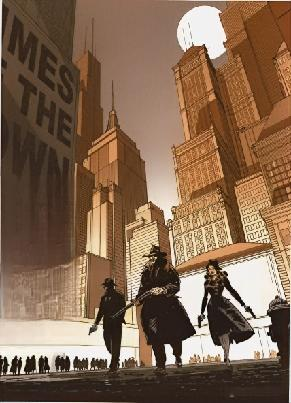 IMES
THE
OWN